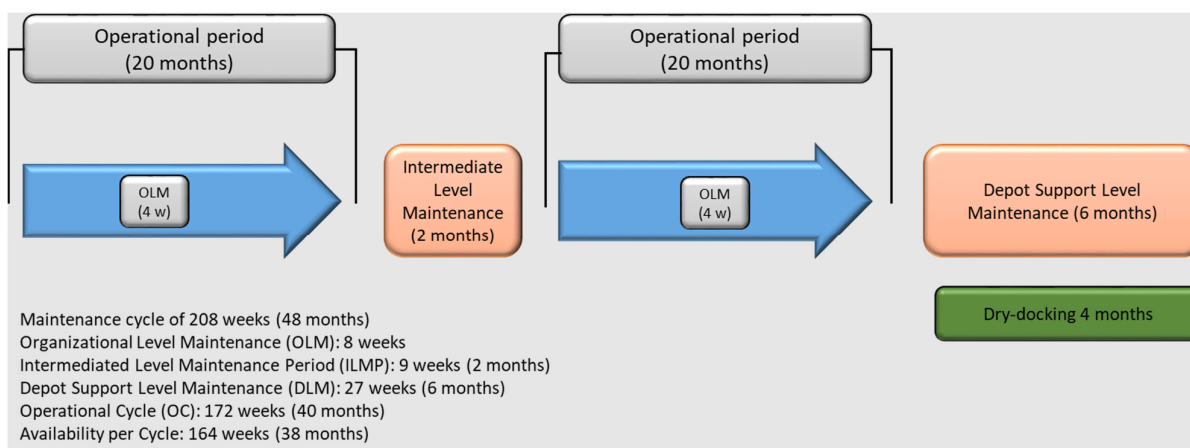 Operational period
(20 months)
Operational period
(20 months)
OLM
(4 w)
Intermediate
Level
Maintenance
(2 months)
OLM
(4 w)
Depot Support Level
Maintenance (6 months)
Dry-docking 4 months
Maintenance cycle of 208 weeks (48 months)
Organizational Level Maintenance (OLM): 8 weeks
Intermediated Level Maintenance Period (ILMP): 9 weeks (2 months)
Depot Support Level Maintenance (DLM): 27 weeks (6 months)
Operational Cycle (OC): 172 weeks (40 months)
Availability per Cycle: 164 weeks (38 months)